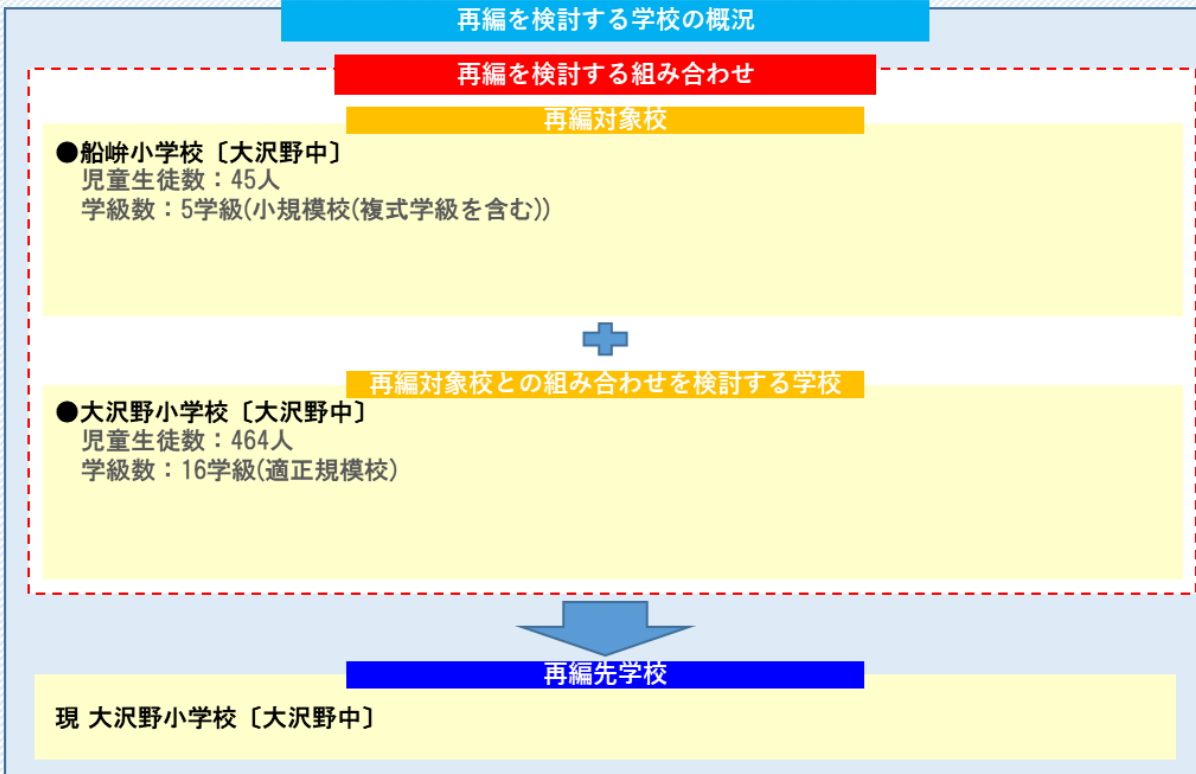 再編を検討する学校の概況
再編を検討する組み合わせ
再編対象校
●船峅小学校〔大沢野中〕
児童生徒数：45人
学級数：5学級(小規模校(複式学級を含む))
再編対象校との組み合わせを検討する学校
●大沢野小学校〔大沢野中〕
児童生徒数：464人
学級数：16学級(適正規模校)
再編先学校
現 大沢野小学校〔大沢野中〕